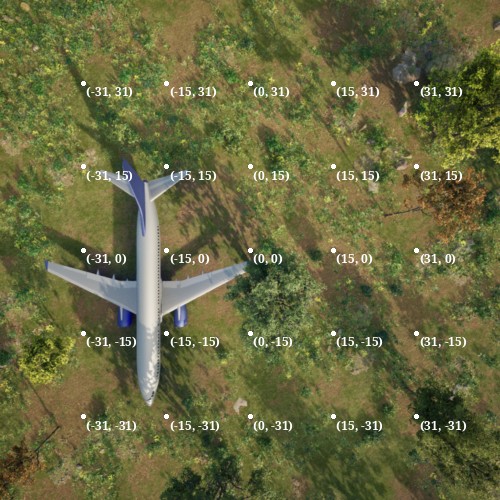 (-31, 31) (-15, 31) (0, 31) (15, 31) (31, 31)
(-31, 15) (-15, 15) (0, 15) (15, 15) (31, 15)
(-31, 0) (-15, 0) (0, 0) (15, 0) (31, 0)
(-31, -15) (-15, -15) (0, -15) (15, -15) (31, -15)
(-31, -31) (-15, -31) (0, -31) (15, -31) (31, -31)